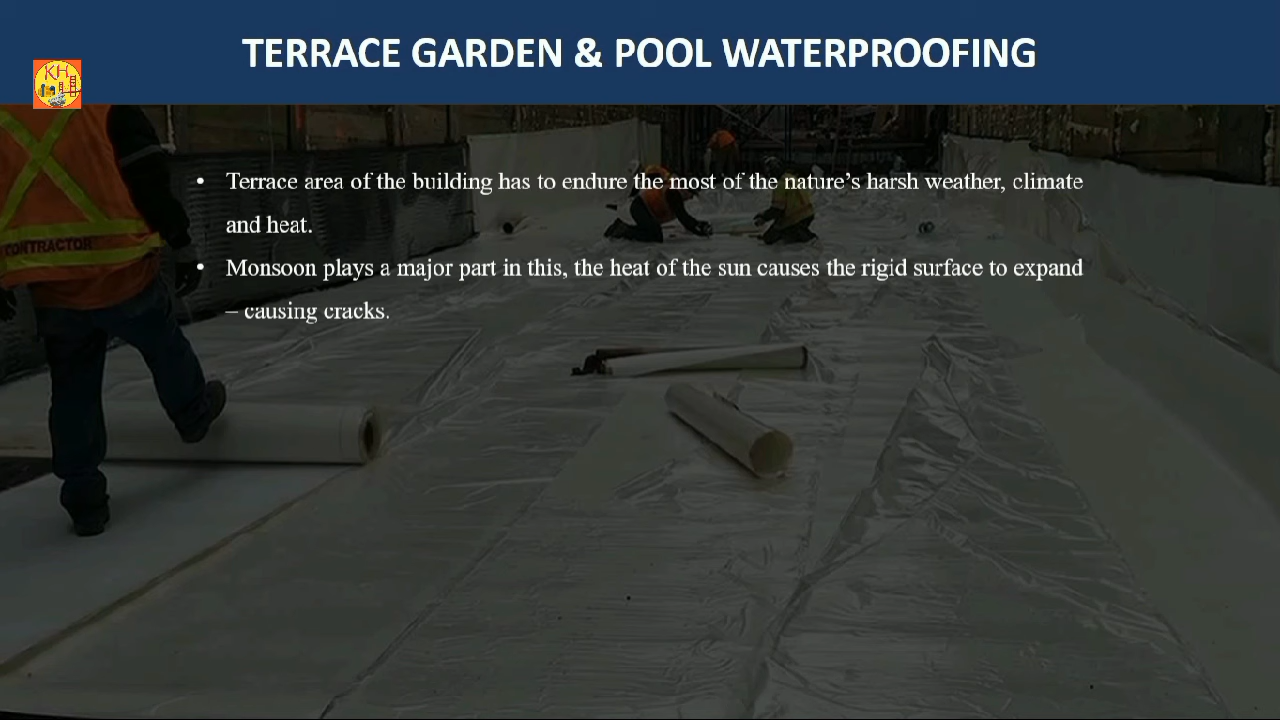 TERRACE GARDEN & POOL WATERPROOFING
KH
• Terrace area of the building has to endure the most of the nature’s harsh weather, climate
and heat.
• Monsoon plays a major part in this, the heat of the sun causes the rigid surface to expand
– causing cracks.
CONTRACTOR